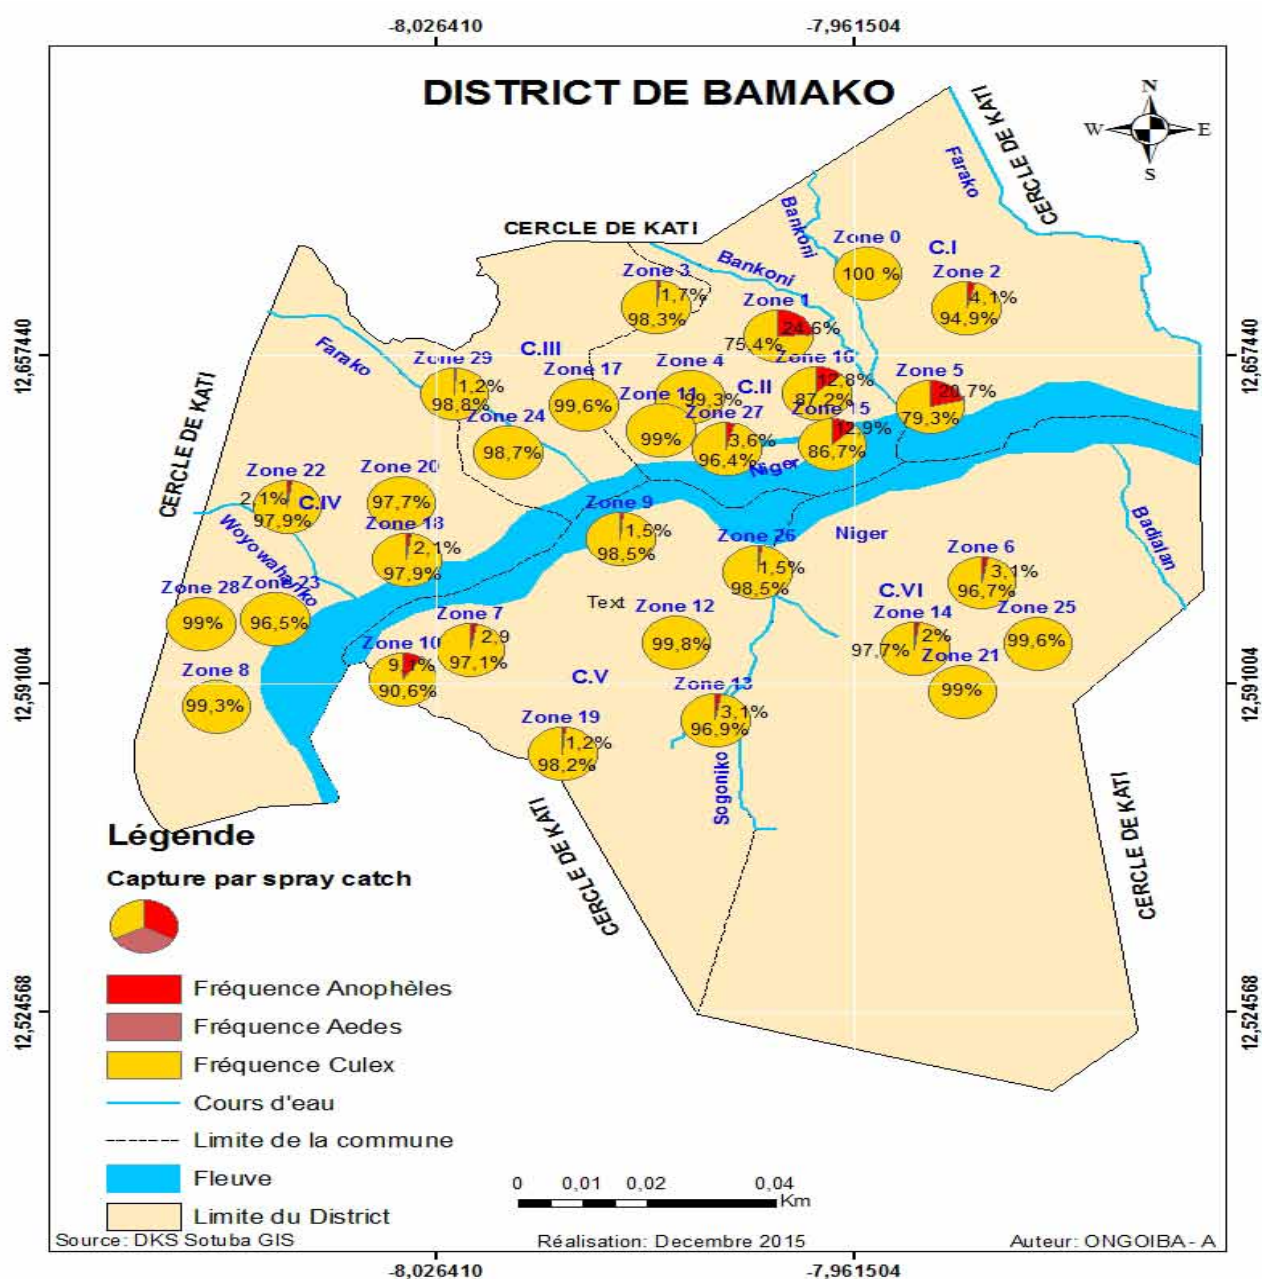 -8,026410
-7,961504
DISTRICT DE BAMAKO
N
W
E
S
CERCLE DE KATI
Farako
CERCLE DE KATI
Bankoni
Bankoni
Zone 0
100 %
C.I
Zone 2
4,1%
94,9%
Zone 3
1,7%
98,3%
Zone 1
24,6%
75,4%
12,657440
12,657440
Farako
C.III
Zone 29
1,2%
98,8%
Zone 17
99,6%
Zone 4
99,3%
C.II
Zone 16
12,8%
87,2%
Zone 5
20,7%
79,3%
Zone 11
99%
Zone 27
3,6%
96,4%
Zone 15
12,9%
86,7%
Zone 24
98,7%
Niger
CERCLE DE KATI
Zone 22
2,1%
97,9%
C.IV
Zone 20
97,7%
Zone 18
2,1%
97,9%
Zone 9
1,5%
98,5%
Zone 26
1,5%
98,5%
Niger
Badialan
Woyowahanko
Zone 6
3,1%
96,7%
Zone 28
99%
Zone 23
96,5%
Text
Zone 12
99,8%
C.VI
Zone 14
2%
97,7%
Zone 25
99,6%
Zone 7
2,9
97,1%
Zone 10
9,1%
90,6%
Zone 21
99%
Zone 8
99,3%
C.V
12,591004
12,591004
Zone 13
3,1%
96,9%
Zone 19
1,2%
98,2%
Sogoniko
CERCLE DE KATI
CERCLE DE KATI
Légende
Capture par spray catch
Fréquence Anophèles
Fréquence Aedes
Fréquence Culex
Cours d'eau
Limite de la commune
Fleuve
Limite du District
12,524568
12,524568
0 0,01 0,02 0,04
Km
Source: DKS Sotuba GIS
Réalision: Decembre 2015
Auteur: ONGOIBA - A
-8,026410
-7,961504